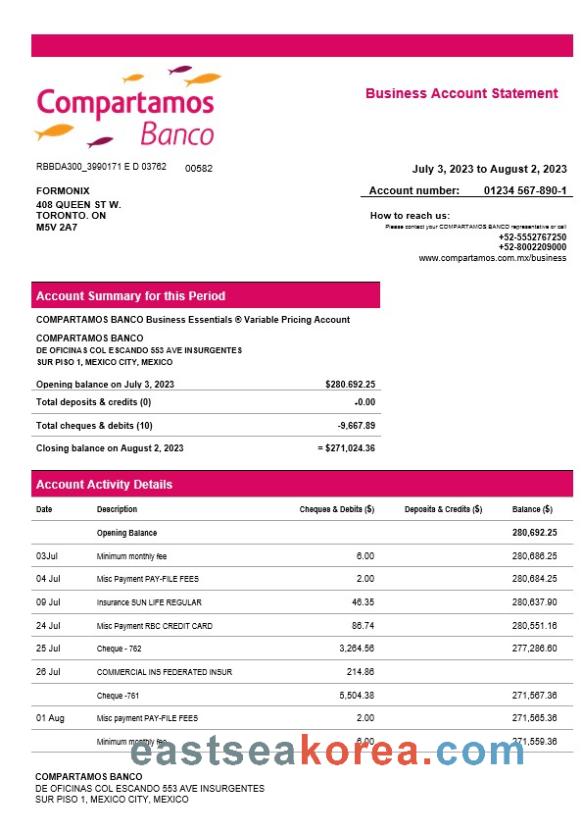 Compartamos
Banco
Business Account Statement
RBBDA300_3990171 E D 03762 00582
July 3, 2023 to August 2, 2023
FORMONIX
408 QUEEN ST W.
TORONTO. ON
M5V 2A7
Account number: 01234 567-890-1
How to reach us:
Please contact your COMPARTAMOS BANCO representative or call
+52-5552767250
+52-8002209000
www.compartamos.com.mx/business
Account Summary for this Period
COMPARTAMOS BANCO Business Essentials ® Variable Pricing Account
COMPARTAMOS BANCO
DE OFICINAS COL ESCANDO 553 AVE INSURGENTES
SUR PISO 1, MEXICO CITY, MEXICO
Opening balance on July 3, 2023 $280.692.25
Total deposits & credits (0) -0.00
Total cheques & debits (10) -9,667.89
Closing balance on August 2, 2023 = $271,024.36
Account Activity Details
Date Description Cheques & Debits ($) Deposits & Credits ($) Balance ($)
Opening Balance 280,692.25
03Jul Minimum monthly fee 6.00 280,686.25
04 Jul Misc Payment PAY-FILE FEES 2.00 280,684.25
09 Jul Insurance SUN LIFE REGULAR 46.35 280,637.90
24 Jul Misc Payment RBC CREDIT CARD 86.74 280,551.16
25 Jul Cheque - 762 3,264.56 277,286.60
26 Jul COMMERCIAL INS FEDERATED INSUR 214.86
Cheque -761 5,504.38 271,567.36
01 Aug Misc payment PAY-FILE FEES 2.00 271,565.36
Minimum monthly fee 6.00 271,559.36
eastseakorea.com
COMPARTAMOS BANCO
DE OFICINAS COL ESCANDO 553 AVE INSURGENTES
SUR PISO 1, MEXICO CITY, MEXICO